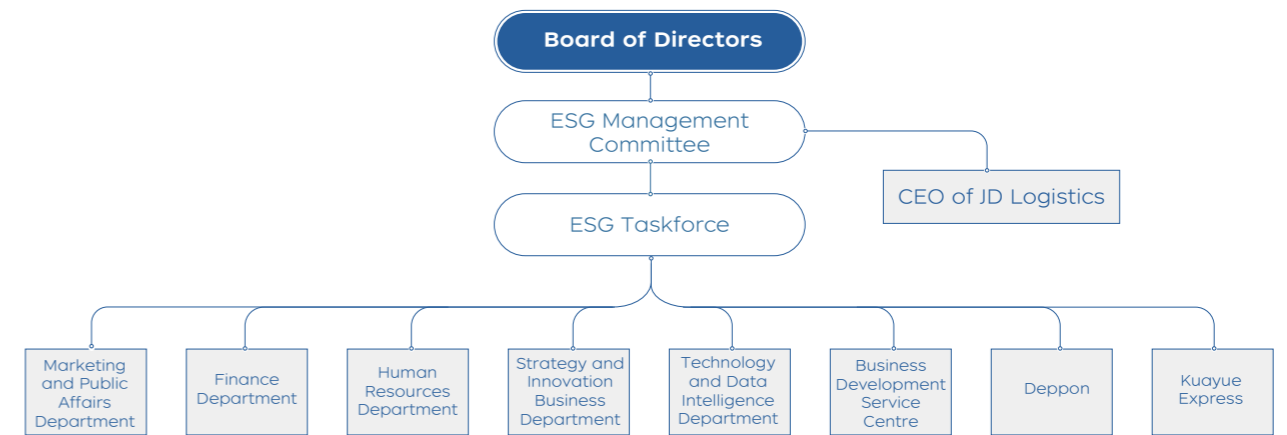 Board of Directors
ESG Management
Committee
CEO of JD Logistics
ESG Taskforce
Marketing
and Public
Affairs
Department
Finance
Department
Human
Resources
Department
Strategy and
Innovation
Business
Department
Technology
and Data
Intelligence
Department
Business
Development
Service
Centre
Deppon
Kuayue
Express